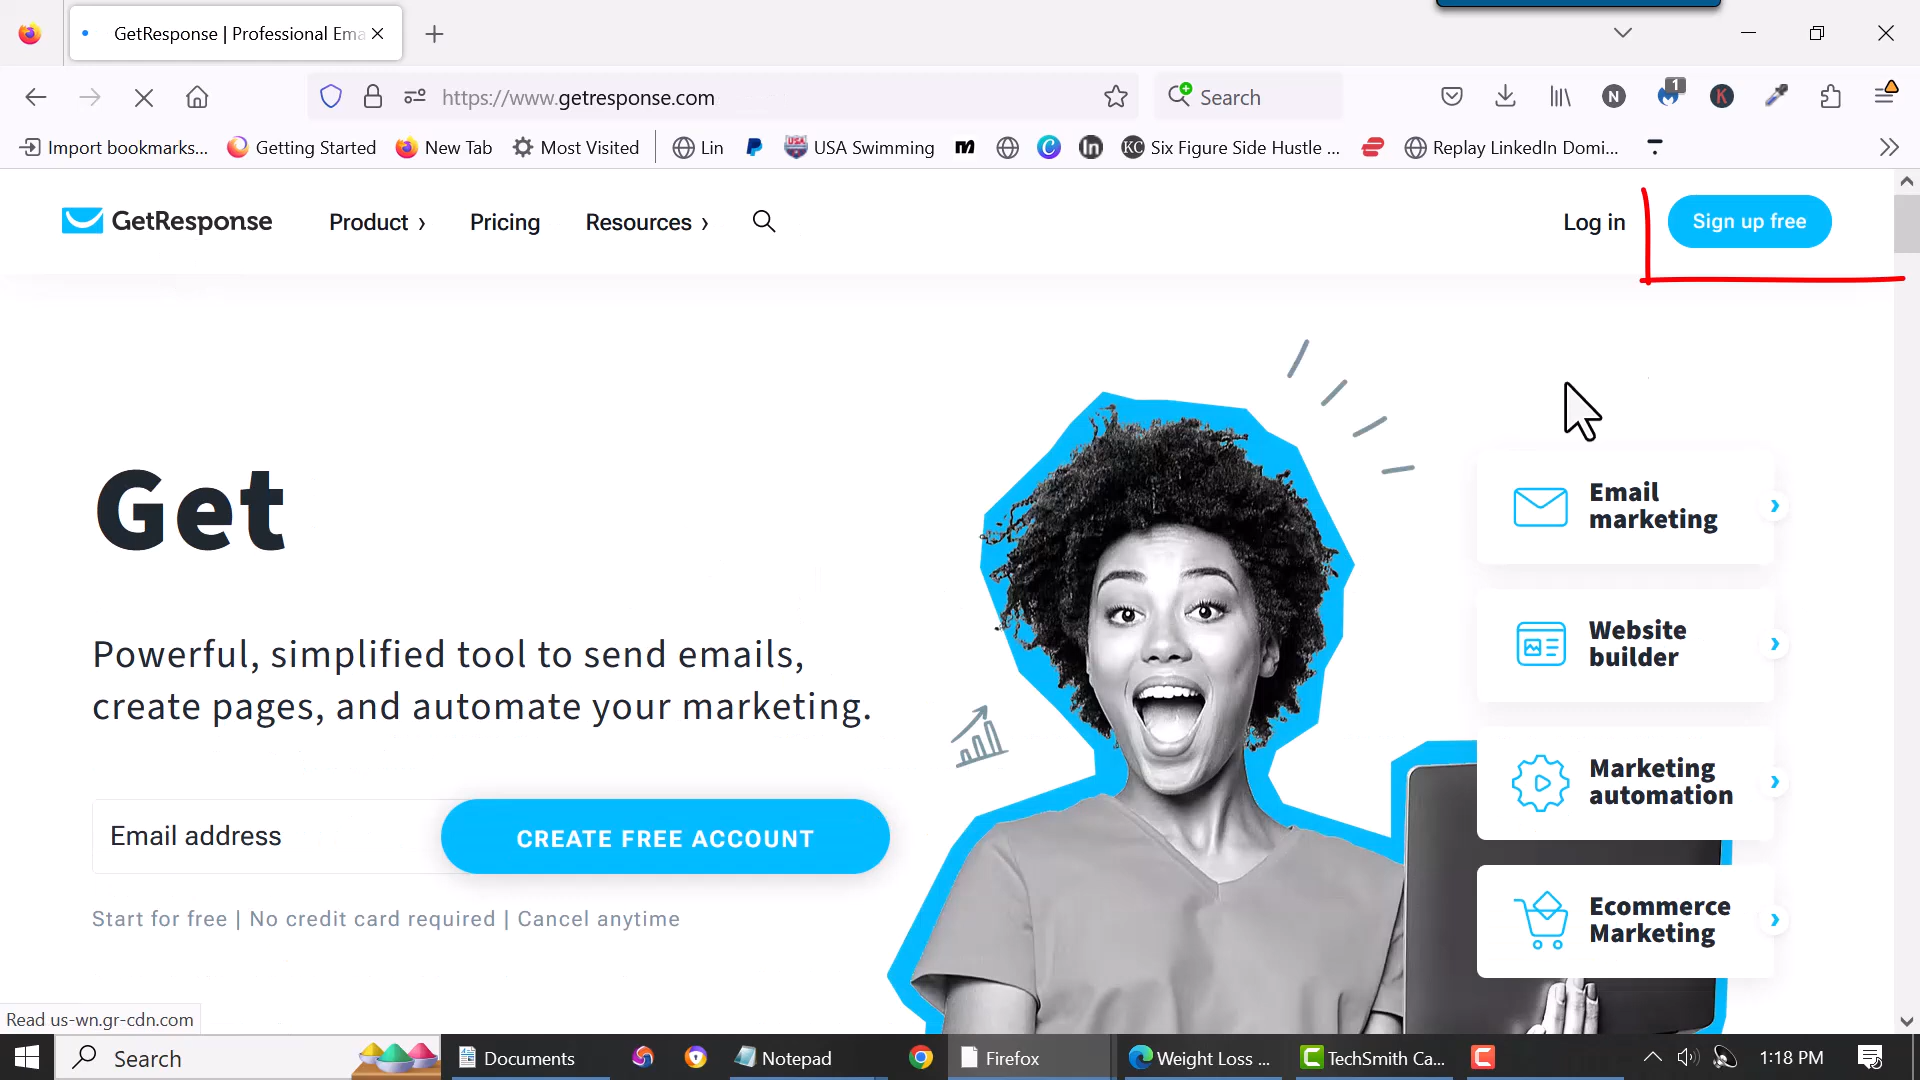 GetResponse | Professional Ema
https://www.getresponse.com
Search
1
N
K
Import bookmarks...
Getting Started
New Tab
Most Visited
Lin
USA Swimming
Six Figure Side Hustle ...
Replay LinkedIn Domi...
GetResponse
Product
Pricing
Resources
Log in
Sign up free
Get
Powerful, simplified tool to send emails,
create pages, and automate your marketing.
Email address
CREATE FREE ACCOUNT
Start for free | No credit card required | Cancel anytime
Email
marketing
Website
builder
Marketing
automation
Ecommerce
Marketing
Read us-wn.gr-cdn.com
Search
Documents
Notepad
Firefox
Weight Loss ...
TechSmith Ca...
1:18 PM